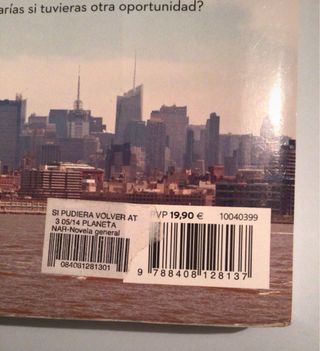 arías si tuvieras otra oportunidad?
SI PUDIERA VOLVER AT
3 05/14 PLANETA
NAR-Novela general
084081281301
PVP 19,90 € 10040399
9 788408 128137